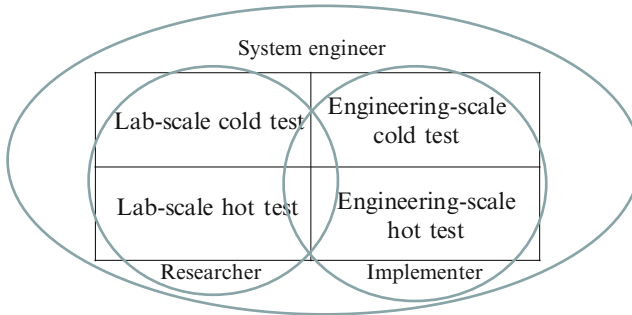 System engineer
Lab-scale cold test
Engineering-scale
cold test
Lab-scale hot test
Engineering-scale
hot test
Researcher
Implementer